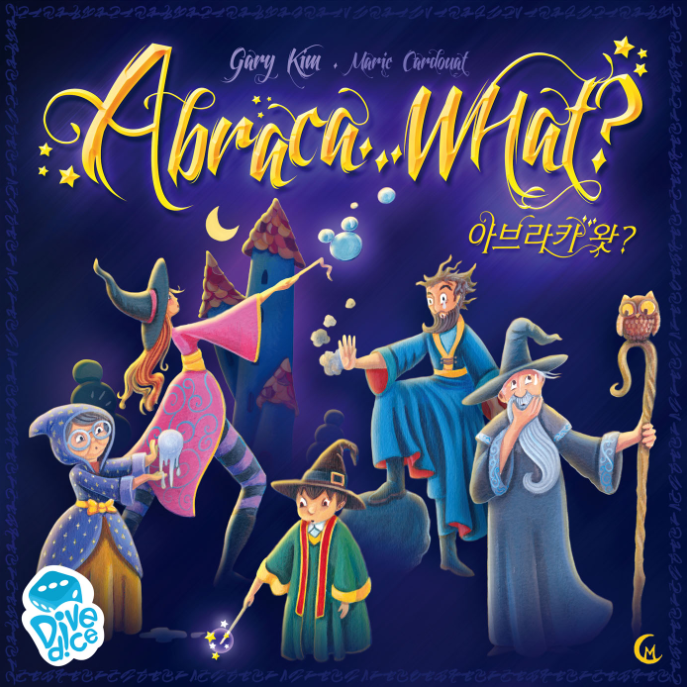 Gary Kim • Marie Cardouat
Abraca...What?
아브라카...왓?
Dive
dice
M